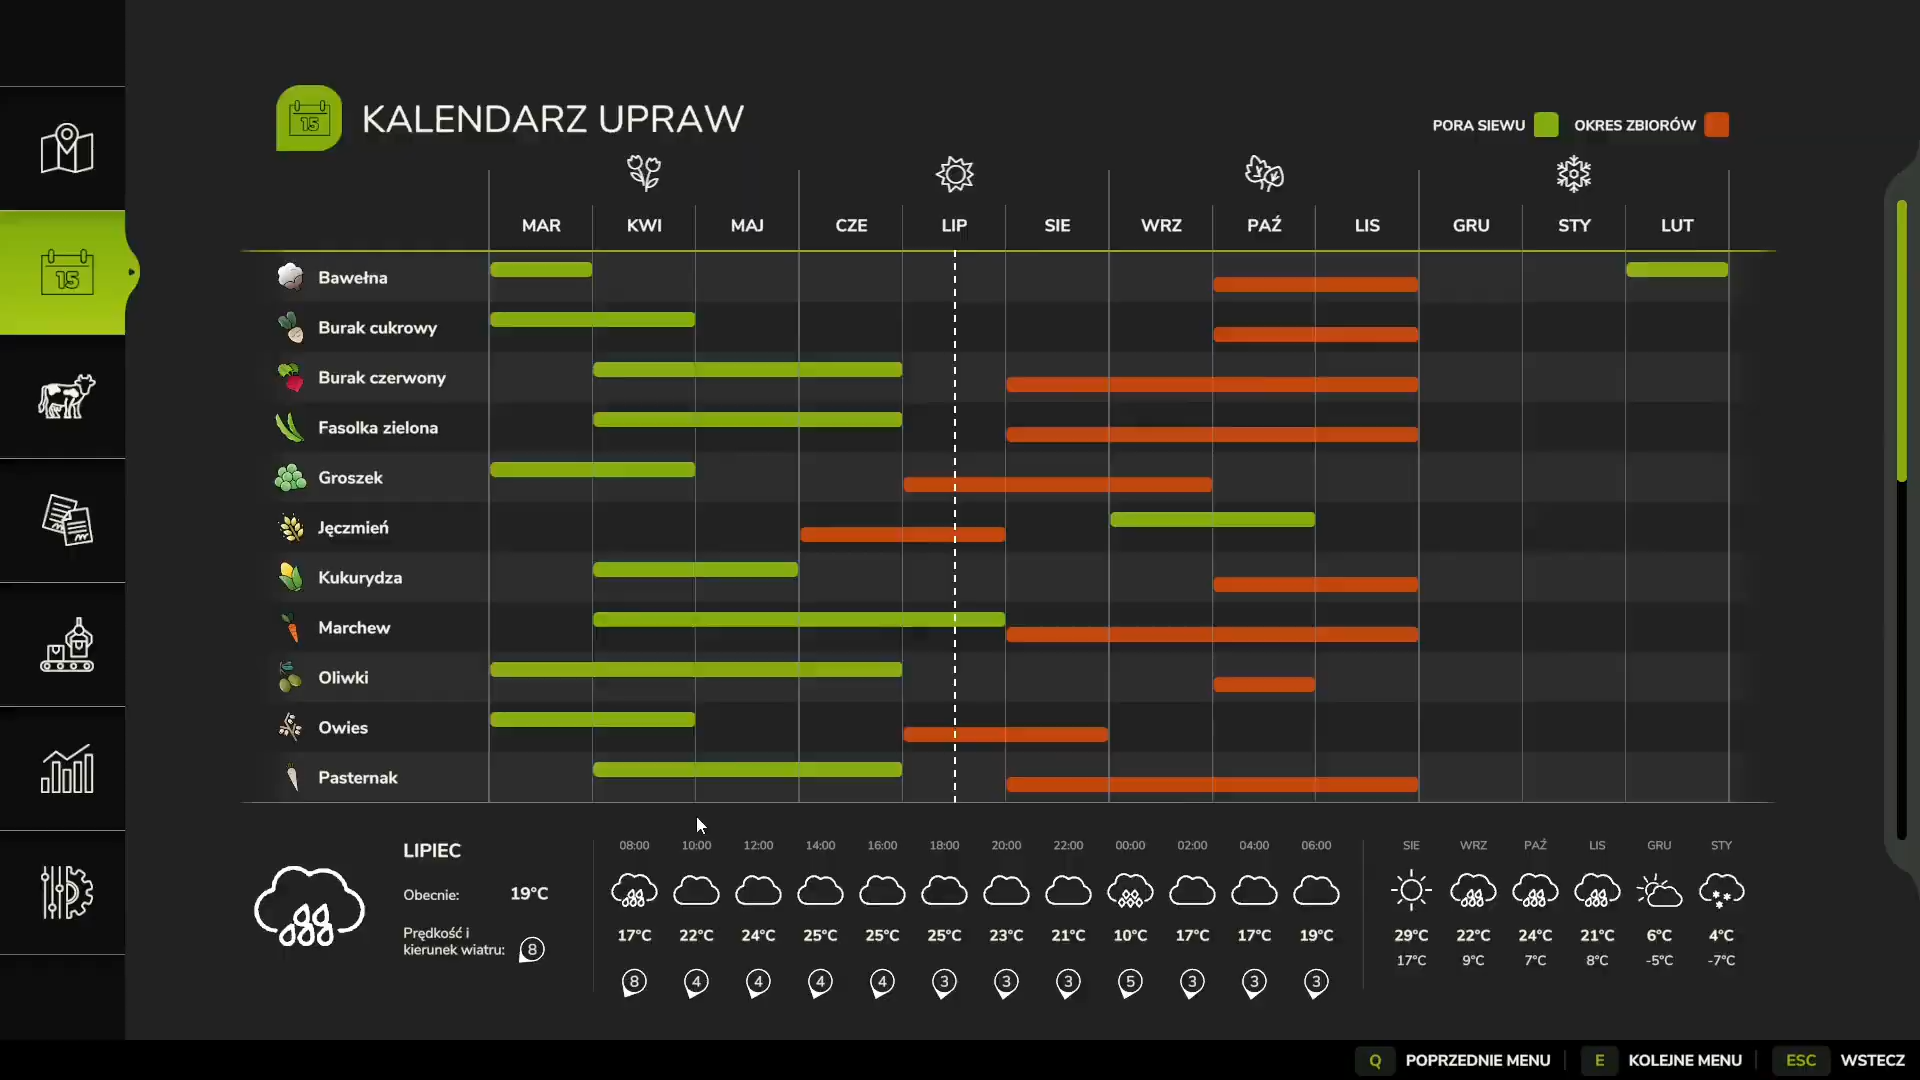 15
KALENDARZ UPRAW
PORA SIEWU
OKRES ZBIORÓW
MAR KWI MAJ CZE LIP SIE WRZ PAŹ LIS GRU STY LUT
15
Bawełna
Burak cukrowy
Burak czerwony
Fasolka zielona
Groszek
Jęczmień
Kukurydza
Marchew
Oliwki
Owies
Pasternak
LIPIEC
Obecnie: 19°C
Prędkość i
kierunek wiatru: 8
08:00 10:00 12:00 14:00 16:00 18:00 20:00 22:00 00:00 02:00 04:00 06:00
17°C 22°C 24°C 25°C 25°C 25°C 23°C 21°C 10°C 17°C 17°C 19°C
8 4 4 4 4 3 3 3 5 3 3 3
SIE WRZ PAŹ LIS GRU STY
29°C 22°C 24°C 21°C 6°C 4°C
17°C 9°C 7°C 8°C -5°C -7°C
Q POPRZEDNIE MENU E KOLEJNE MENU ESC WSTECZ